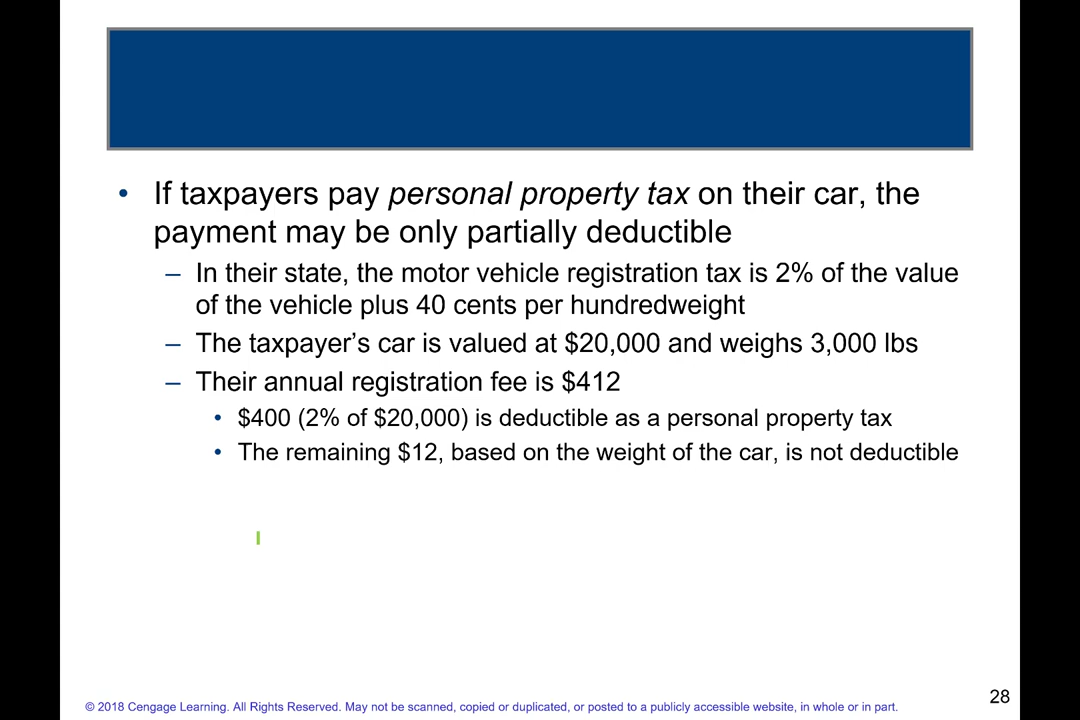 • If taxpayers pay personal property tax on their car, the
payment may be only partially deductible
– In their state, the motor vehicle registration tax is 2% of the value
of the vehicle plus 40 cents per hundredweight
– The taxpayer’s car is valued at $20,000 and weighs 3,000 lbs
– Their annual registration fee is $412
• $400 (2% of $20,000) is deductible as a personal property tax
• The remaining $12, based on the weight of the car, is not deductible
28
© 2018 Cengage Learning. All Rights Reserved. May not be scanned, copied or duplicated, or posted to a publicly accessible website, in whole or in part.